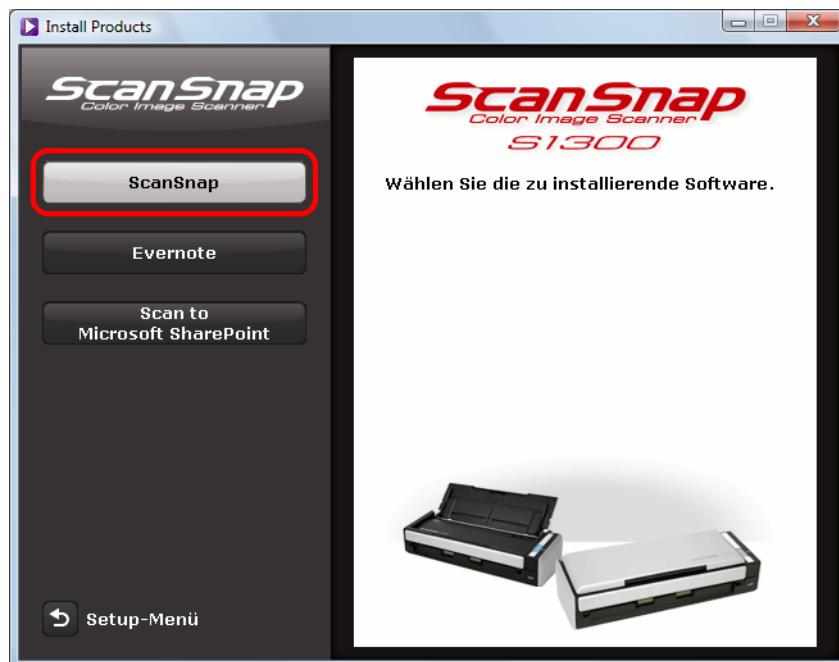 Install Products
ScanSnap
Color Image Scanner
ScanSnap
Evernote
Scan to
Microsoft SharePoint
Setup-Menü
ScanSnap
Color Image Scanner
S1300
Wählen Sie die zu installierende Software.